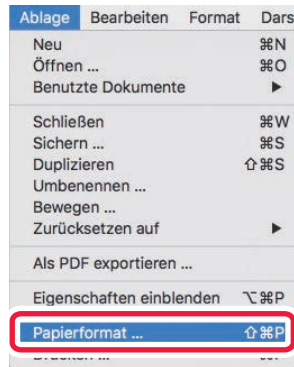 Ablage Bearbeiten Format Dars
Neu ⌘N
Öffnen ... ⌘O
Benutzte Dokumente ▶
Schließen ⌘W
Sichern ... ⌘S
Duplizieren ⇧⌘S
Umbenennen ...
Bewegen ...
Zurücksetzen auf ▶
Als PDF exportieren ...
Eigenschaften einblenden ⌥⌘P
Papierformat ... ⇧⌘P